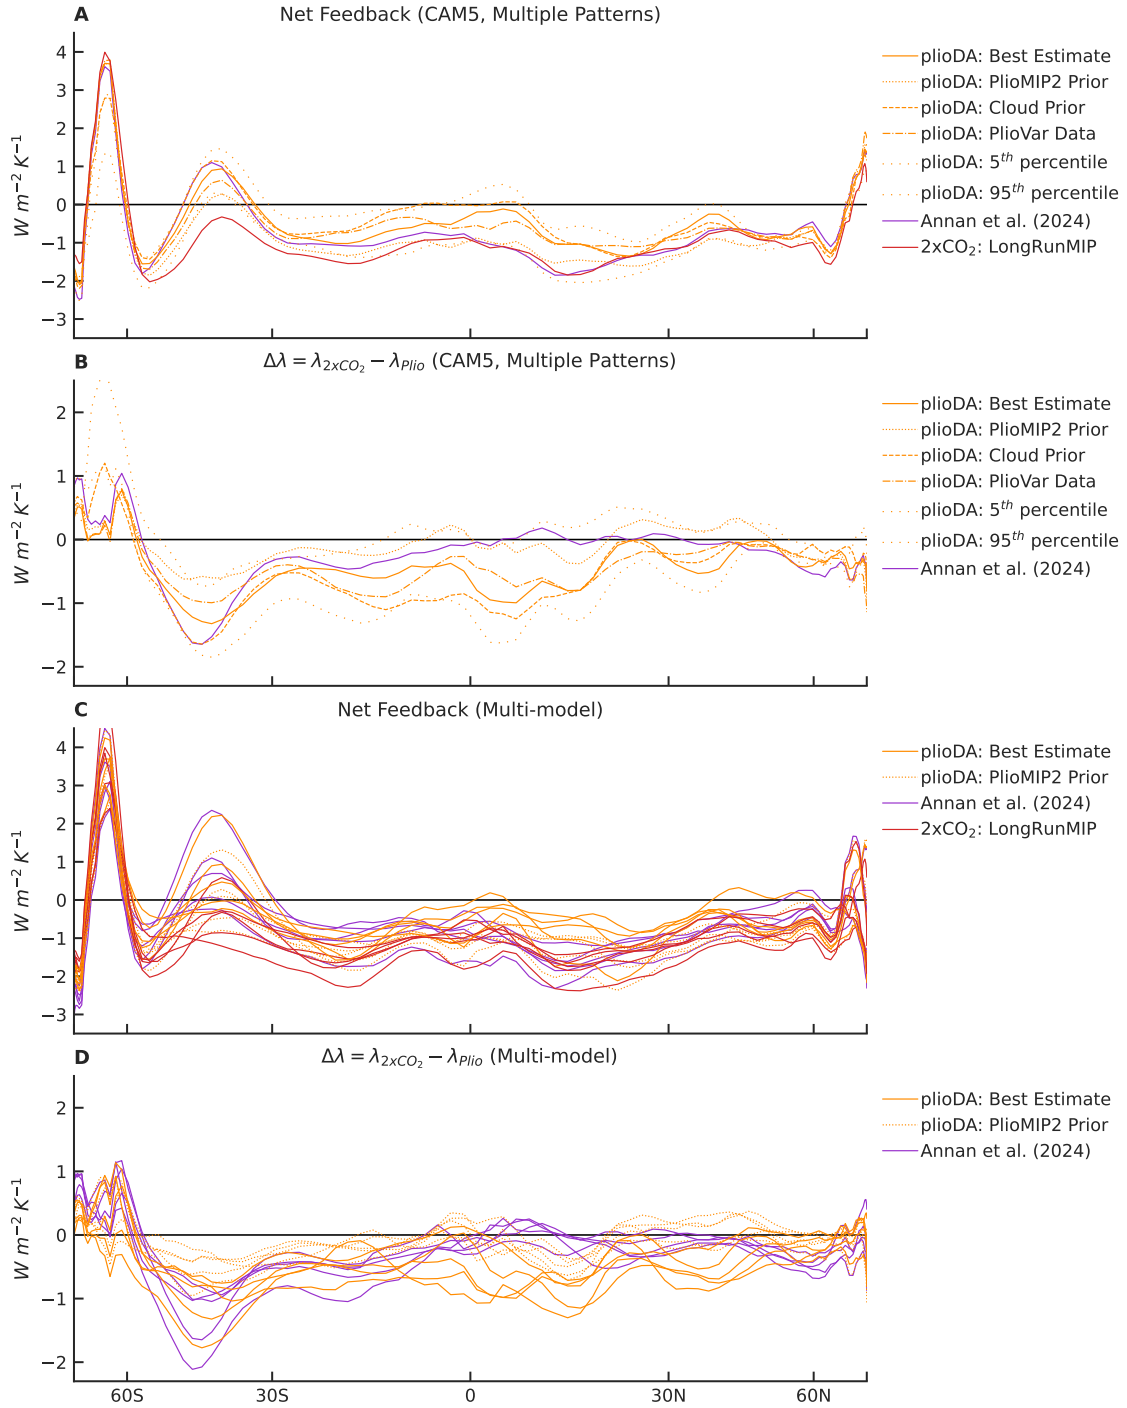 A
Net Feedback (CAM5, Multiple Patterns)
W m−2 K−1
4
3
2
1
0
−1
−2
−3
plioDA: Best Estimate
plioDA: PlioMIP2 Prior
plioDA: Cloud Prior
plioDA: PlioVar Data
plioDA: 5th percentile
plioDA: 95th percentile
Annan et al. (2024)
2xCO2: LongRunMIP
B
Δλ = λ2xCO2 − λPlio (CAM5, Multiple Patterns)
W m−2 K−1
2
1
0
−1
−2
plioDA: Best Estimate
plioDA: PlioMIP2 Prior
plioDA: Cloud Prior
plioDA: PlioVar Data
plioDA: 5th percentile
plioDA: 95th percentile
Annan et al. (2024)
C
Net Feedback (Multi-model)
W m−2 K−1
4
3
2
1
0
−1
−2
−3
plioDA: Best Estimate
plioDA: PlioMIP2 Prior
Annan et al. (2024)
2xCO2: LongRunMIP
D
Δλ = λ2xCO2 − λPlio (Multi-model)
W m−2 K−1
2
1
0
−1
−2
plioDA: Best Estimate
plioDA: PlioMIP2 Prior
Annan et al. (2024)
60S 30S 0 30N 60N